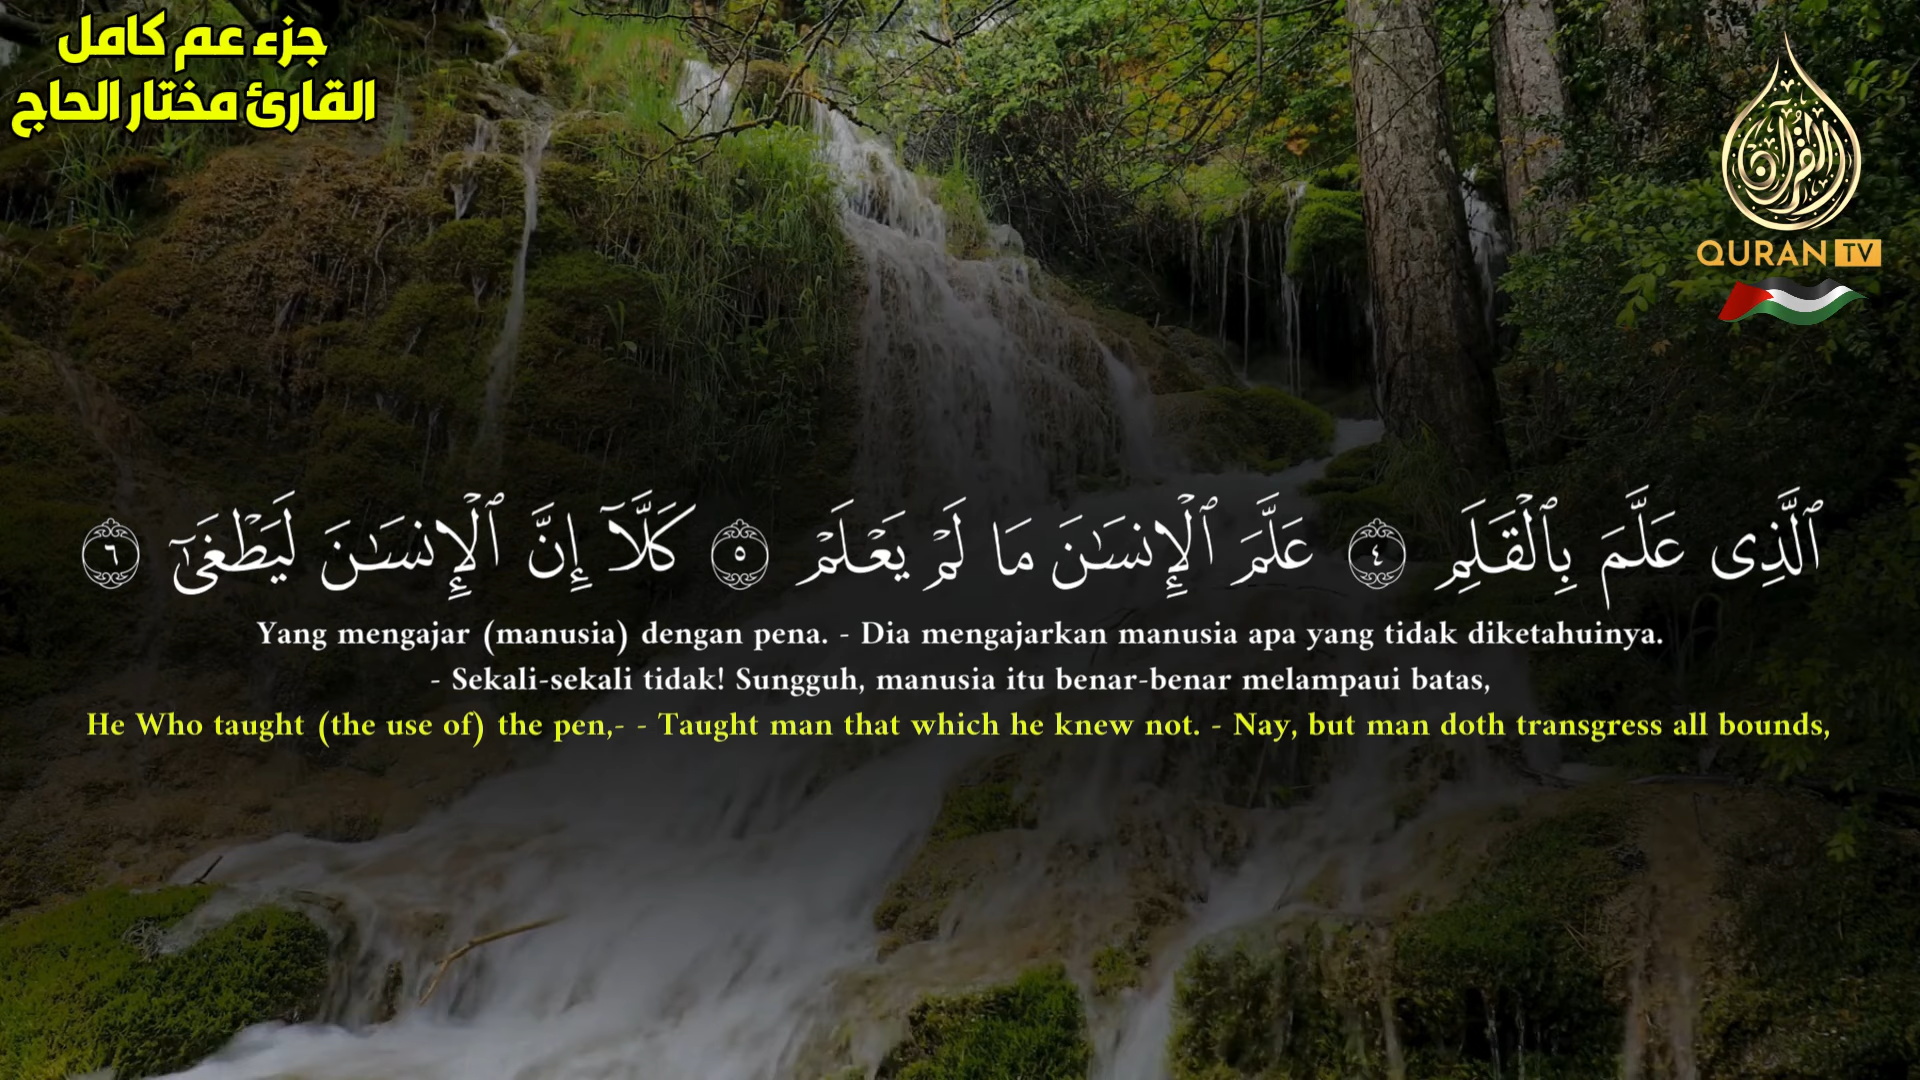 جزء عم كامل
القارئ مختار الحاج
القرآن
QURAN TV
ٱلَّذِى عَلَّمَ بِٱلْقَلَمِ ٤ عَلَّمَ ٱلْإِنسَـٰنَ مَا لَمْ يَعْلَمْ ٥ كَلَّآ إِنَّ ٱلْإِنسَـٰنَ لَيَطْغَىٰٓ ٦
Yang mengajar (manusia) dengan pena. - Dia mengajarkan manusia apa yang tidak diketahuinya.
- Sekali-sekali tidak! Sungguh, manusia itu benar-benar melampaui batas,
He Who taught (the use of) the pen,- - Taught man that which he knew not. - Nay, but man doth transgress all bounds,